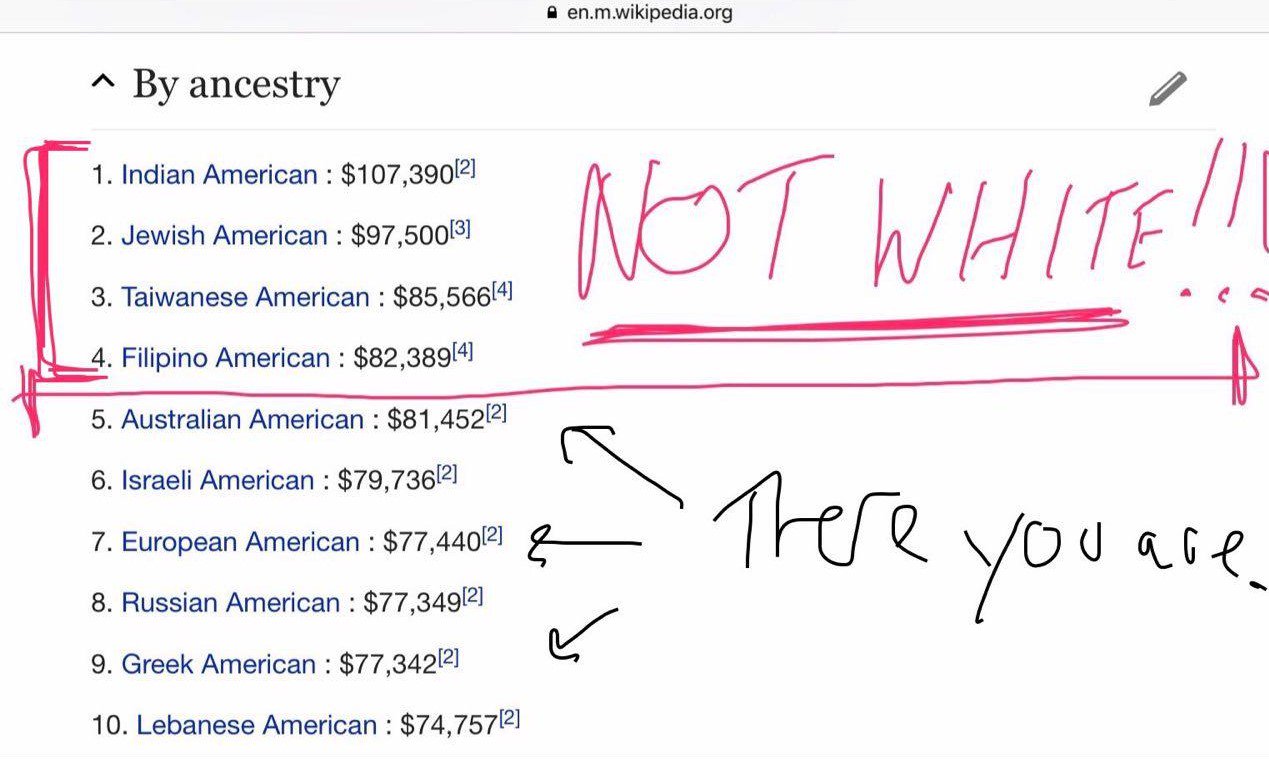 en.m.wikipedia.org
By ancestry
1. Indian American : $107,390[2]
2. Jewish American : $97,500[3]
3. Taiwanese American : $85,566[4]
4. Filipino American : $82,389[4]
NOT WHITE!!!
5. Australian American : $81,452[2]
6. Israeli American : $79,736[2]
7. European American : $77,440[2]
There you are.
8. Russian American : $77,349[2]
9. Greek American : $77,342[2]
10. Lebanese American : $74,757[2]